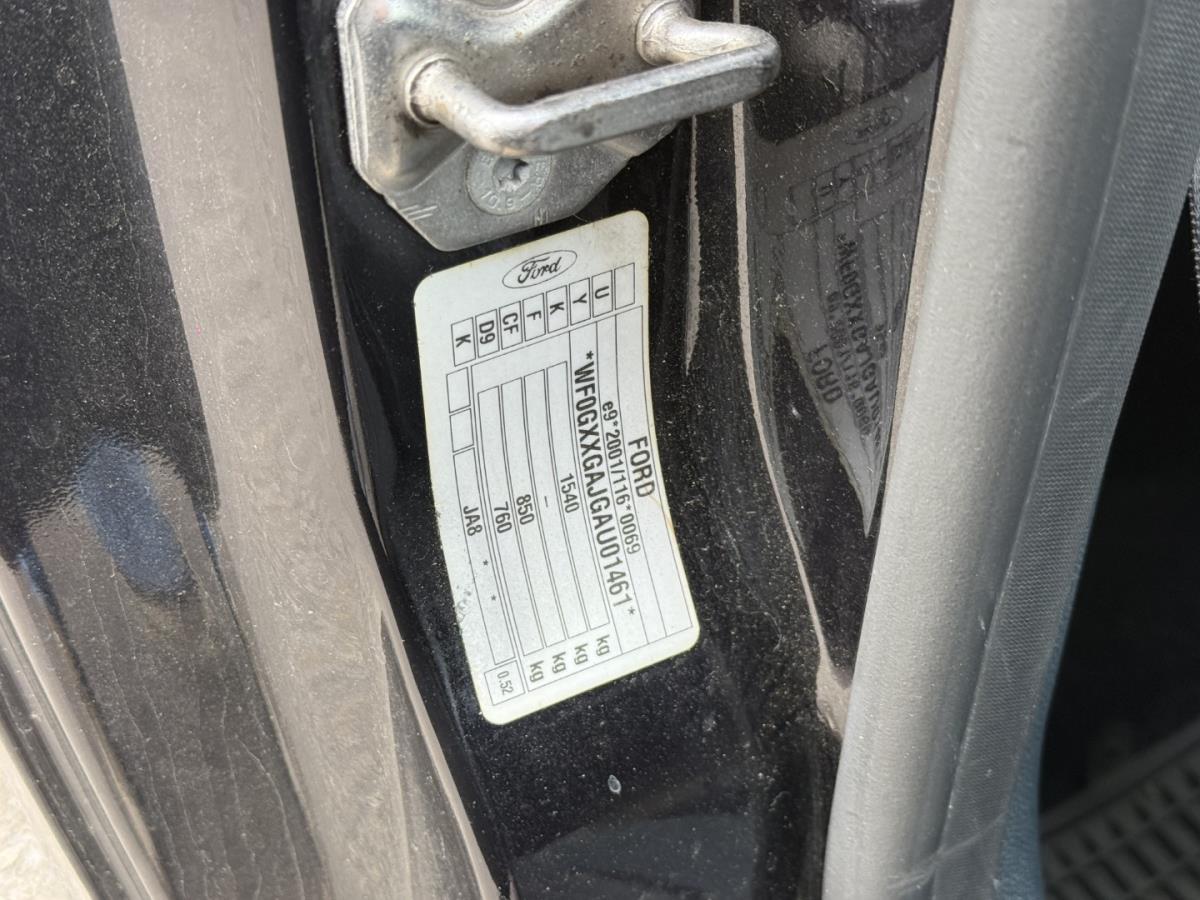 Ford
FORD
e9*2001/116*0069
*WF0GXXGAJGAU01461*
1540 kg
- kg
850 kg
760 kg
JA8 * * 0.52
U
Y
K
F
CF
D9
K